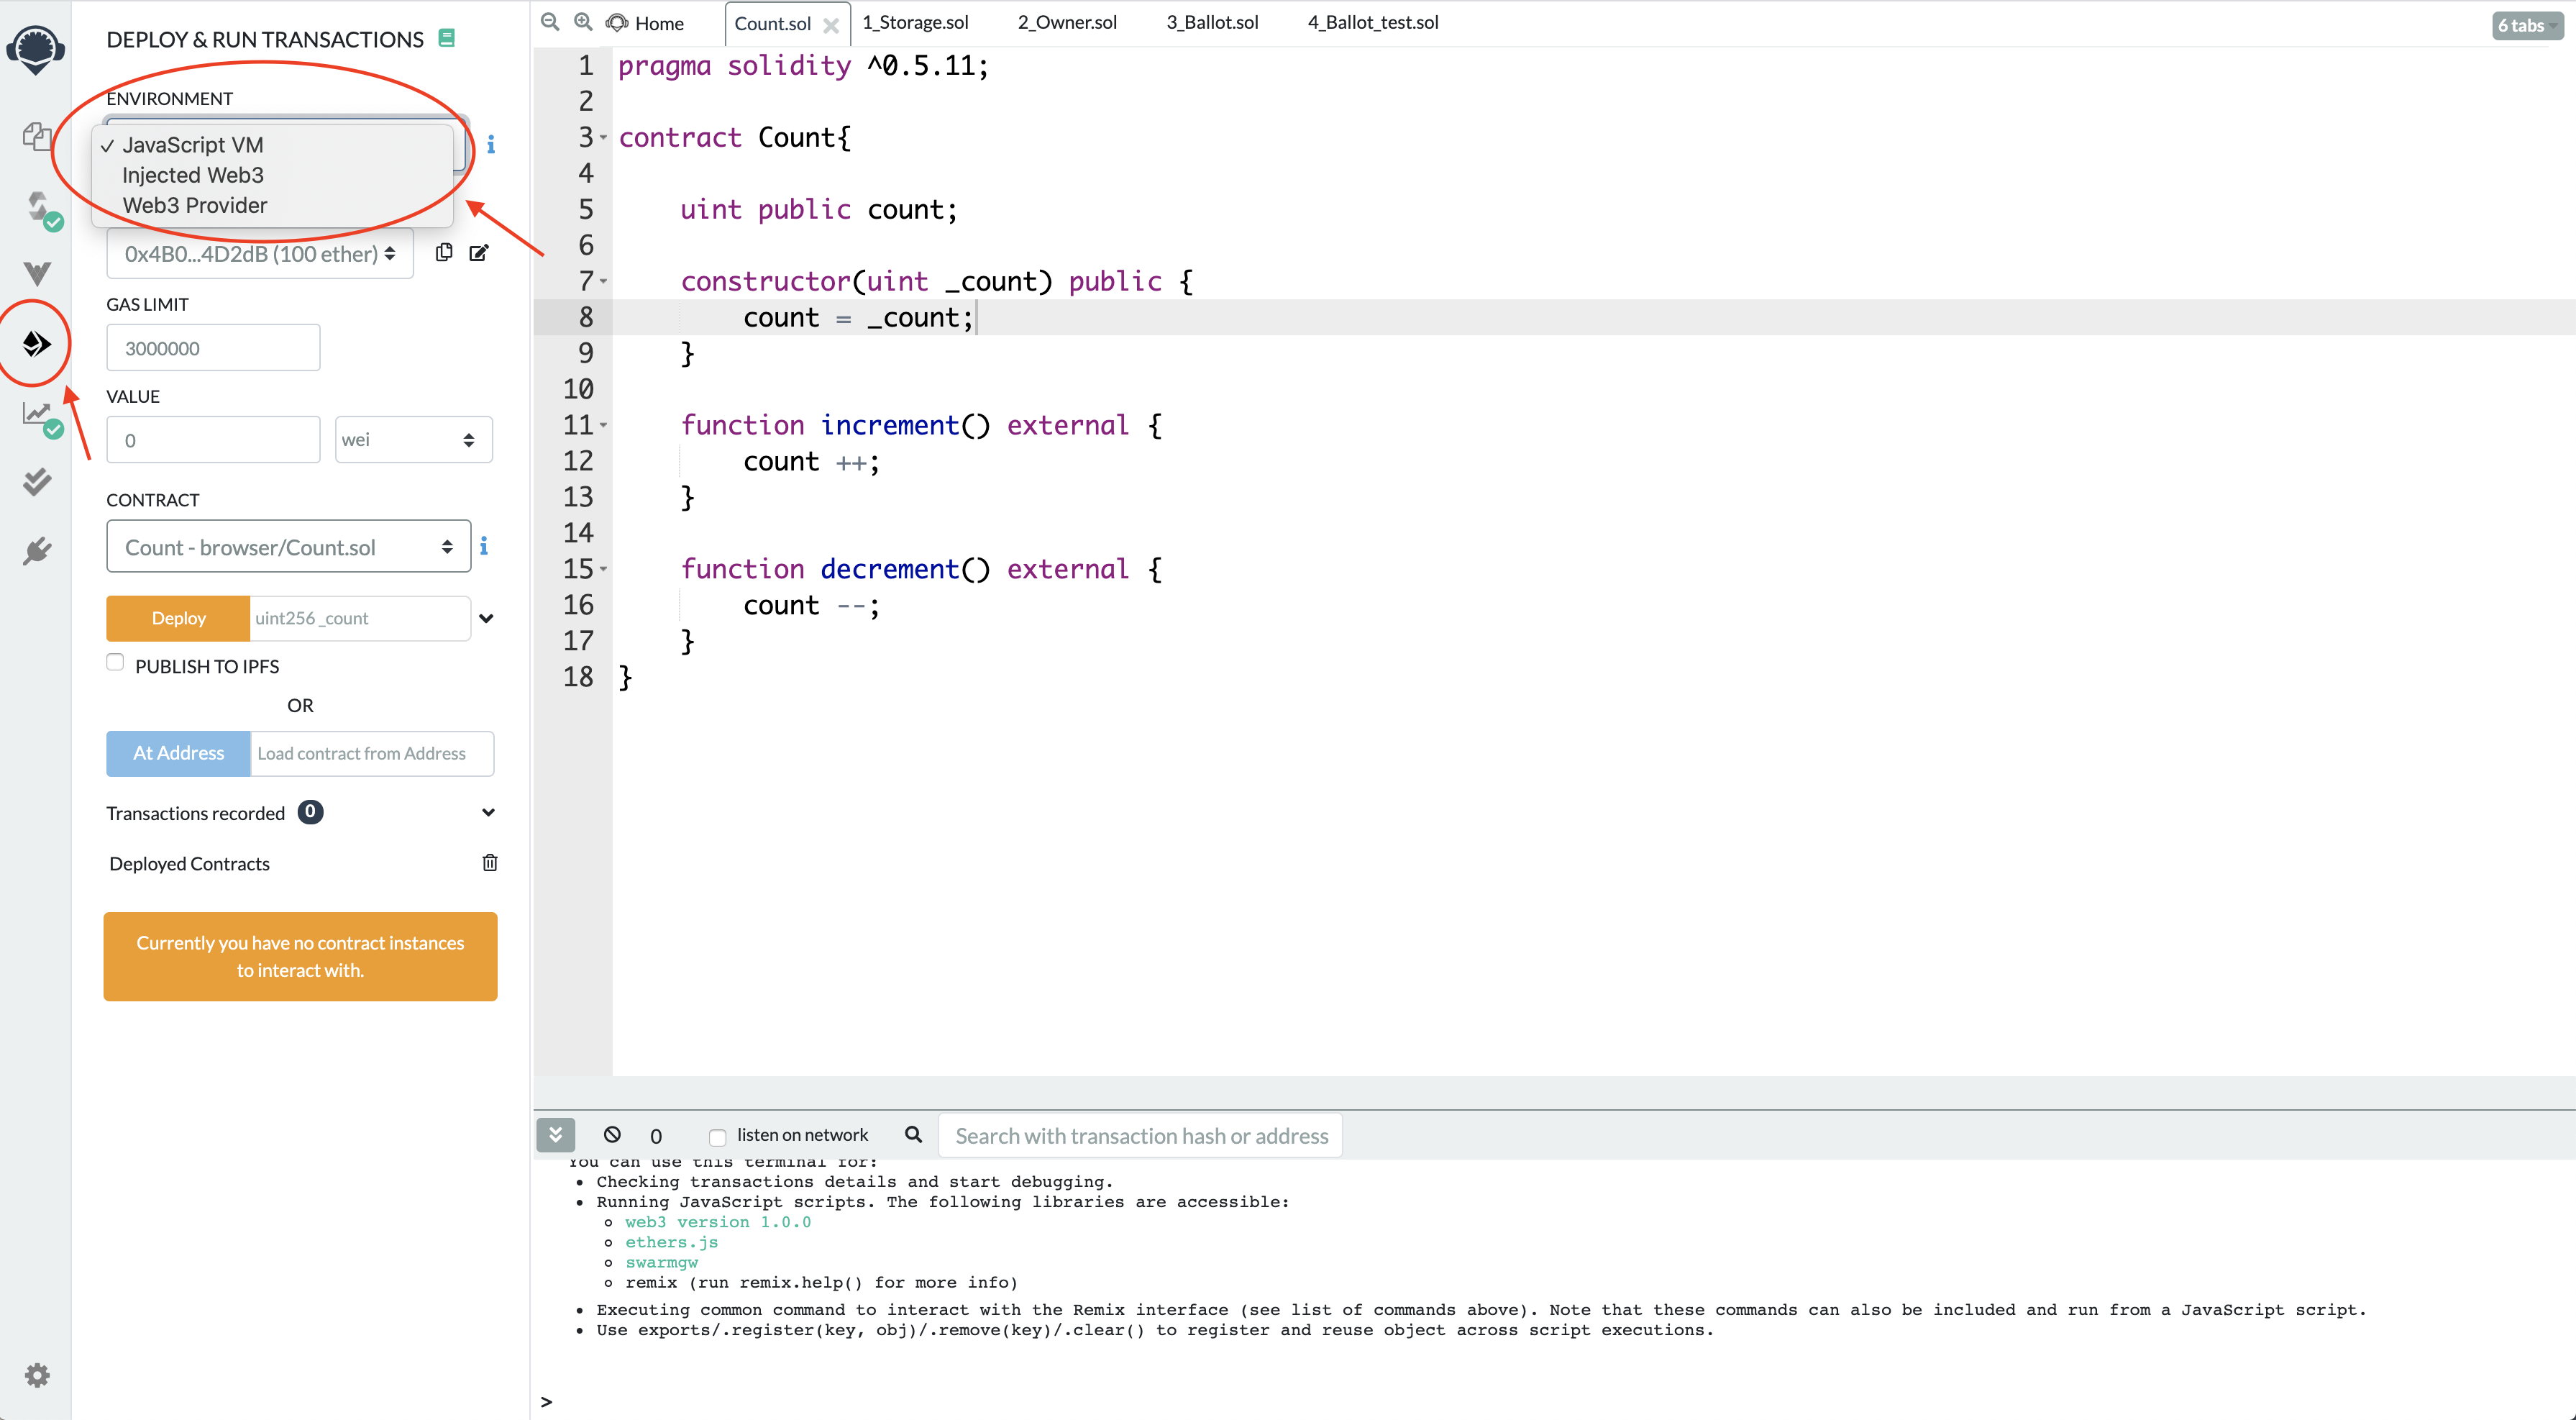 DEPLOY & RUN TRANSACTIONS
ENVIRONMENT
✓ JavaScript VM
Injected Web3
Web3 Provider
0x4B0...4D2dB (100 ether)
GAS LIMIT
3000000
VALUE
0 wei
CONTRACT
Count - browser/Count.sol
Deploy uint256 _count
PUBLISH TO IPFS
OR
At Address Load contract from Address
Transactions recorded 0
Deployed Contracts
Currently you have no contract instances
to interact with.
Home Count.sol 1_Storage.sol 2_Owner.sol 3_Ballot.sol 4_Ballot_test.sol 6 tabs
1 pragma solidity ^0.5.11;
2
3 contract Count{
4
5 uint public count;
6
7 constructor(uint _count) public {
8 count = _count;
9 }
10
11 function increment() external {
12 count ++;
13 }
14
15 function decrement() external {
16 count --;
17 }
18 }
0 listen on network Search with transaction hash or address
You can use this terminal for:
• Checking transactions details and start debugging.
• Running JavaScript scripts. The following libraries are accessible:
web3 version 1.0.0
ethers.js
swarmgw
remix (run remix.help() for more info)
• Executing common command to interact with the Remix interface (see list of commands above). Note that these commands can also be included and run from a JavaScript script.
• Use exports/.register(key, obj)/.remove(key)/.clear() to register and reuse object across script executions.
>